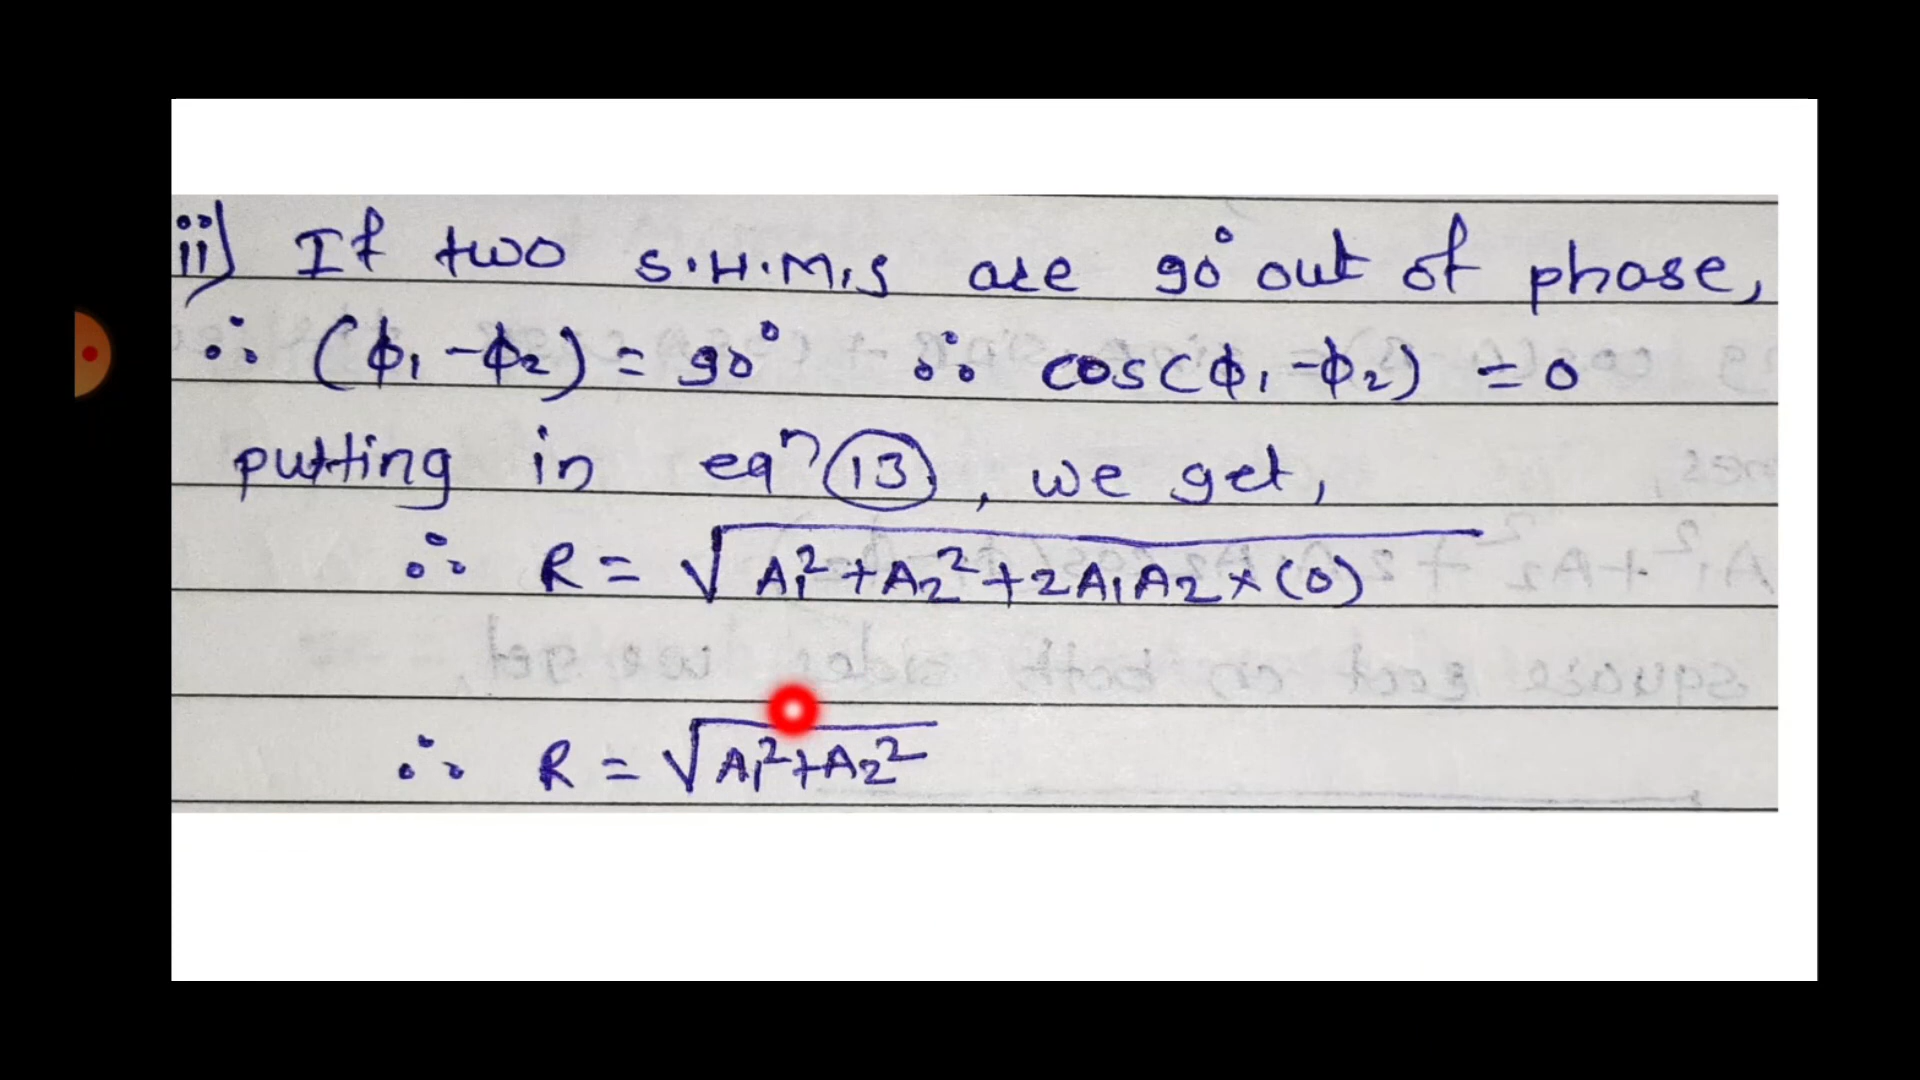 ii) If two S.H.M.s are 90° out of phase,
∴ (ϕ₁ -ϕ₂) = 90° ∴ cos(ϕ₁ -ϕ₂) = 0
putting in eqⁿ (13), we get,
∴ R = √(A₁²+A₂²+2A₁A₂×(0))
∴ R = √(A₁²+A₂²)